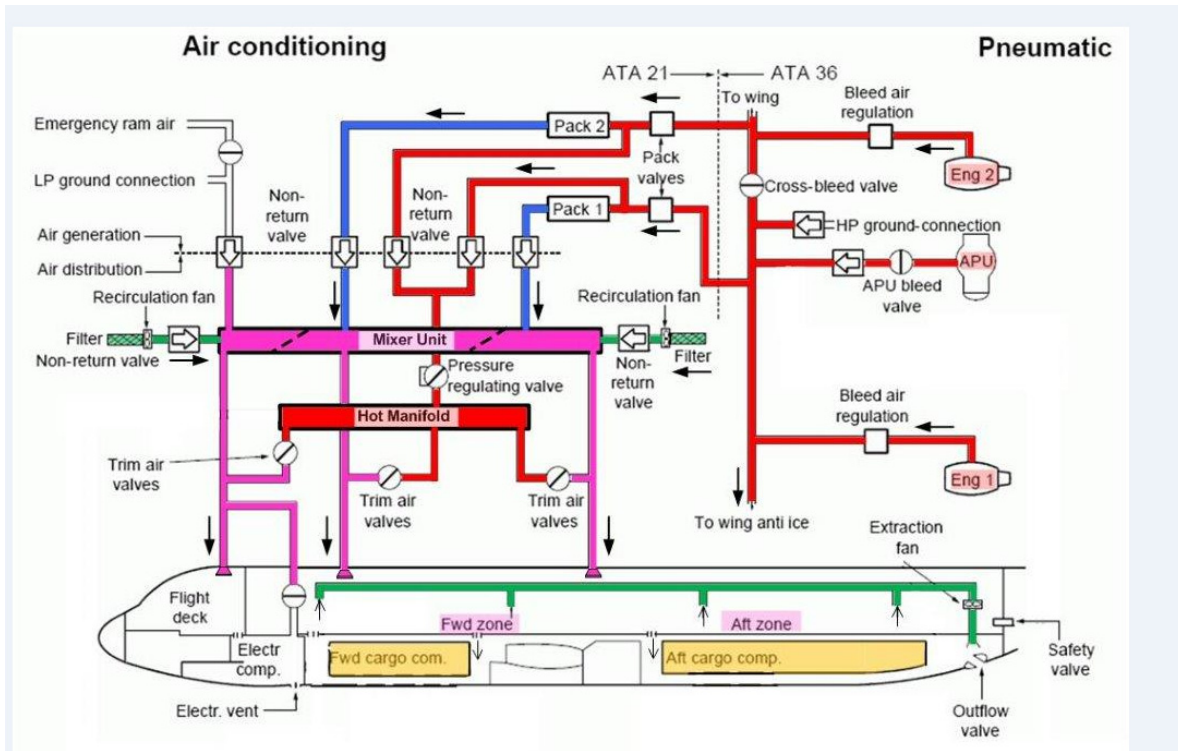 Air conditioning
Pneumatic
ATA 21
ATA 36
To wing
Bleed air
regulation
Emergency ram air
Pack 2
Eng 2
LP ground connection
Pack
valves
Cross-bleed valve
Non-
return
valve
Non-
return
valve
Pack 1
HP ground-connection
Air generation
Air distribution
APU
APU bleed
valve
Recirculation fan
Recirculation fan
Filter
Mixer Unit
Filter
Non-return valve
Non-
return
valve
Pressure
regulating valve
Bleed air
regulation
Hot Manifold
Trim air
valves
Trim air
valves
Trim air
valves
Eng 1
To wing anti ice
Extraction
fan
Flight
deck
Fwd zone
Aft zone
Electr
comp.
Fwd cargo com.
Aft cargo comp.
Safety
valve
Electr. vent
Outflow
valve